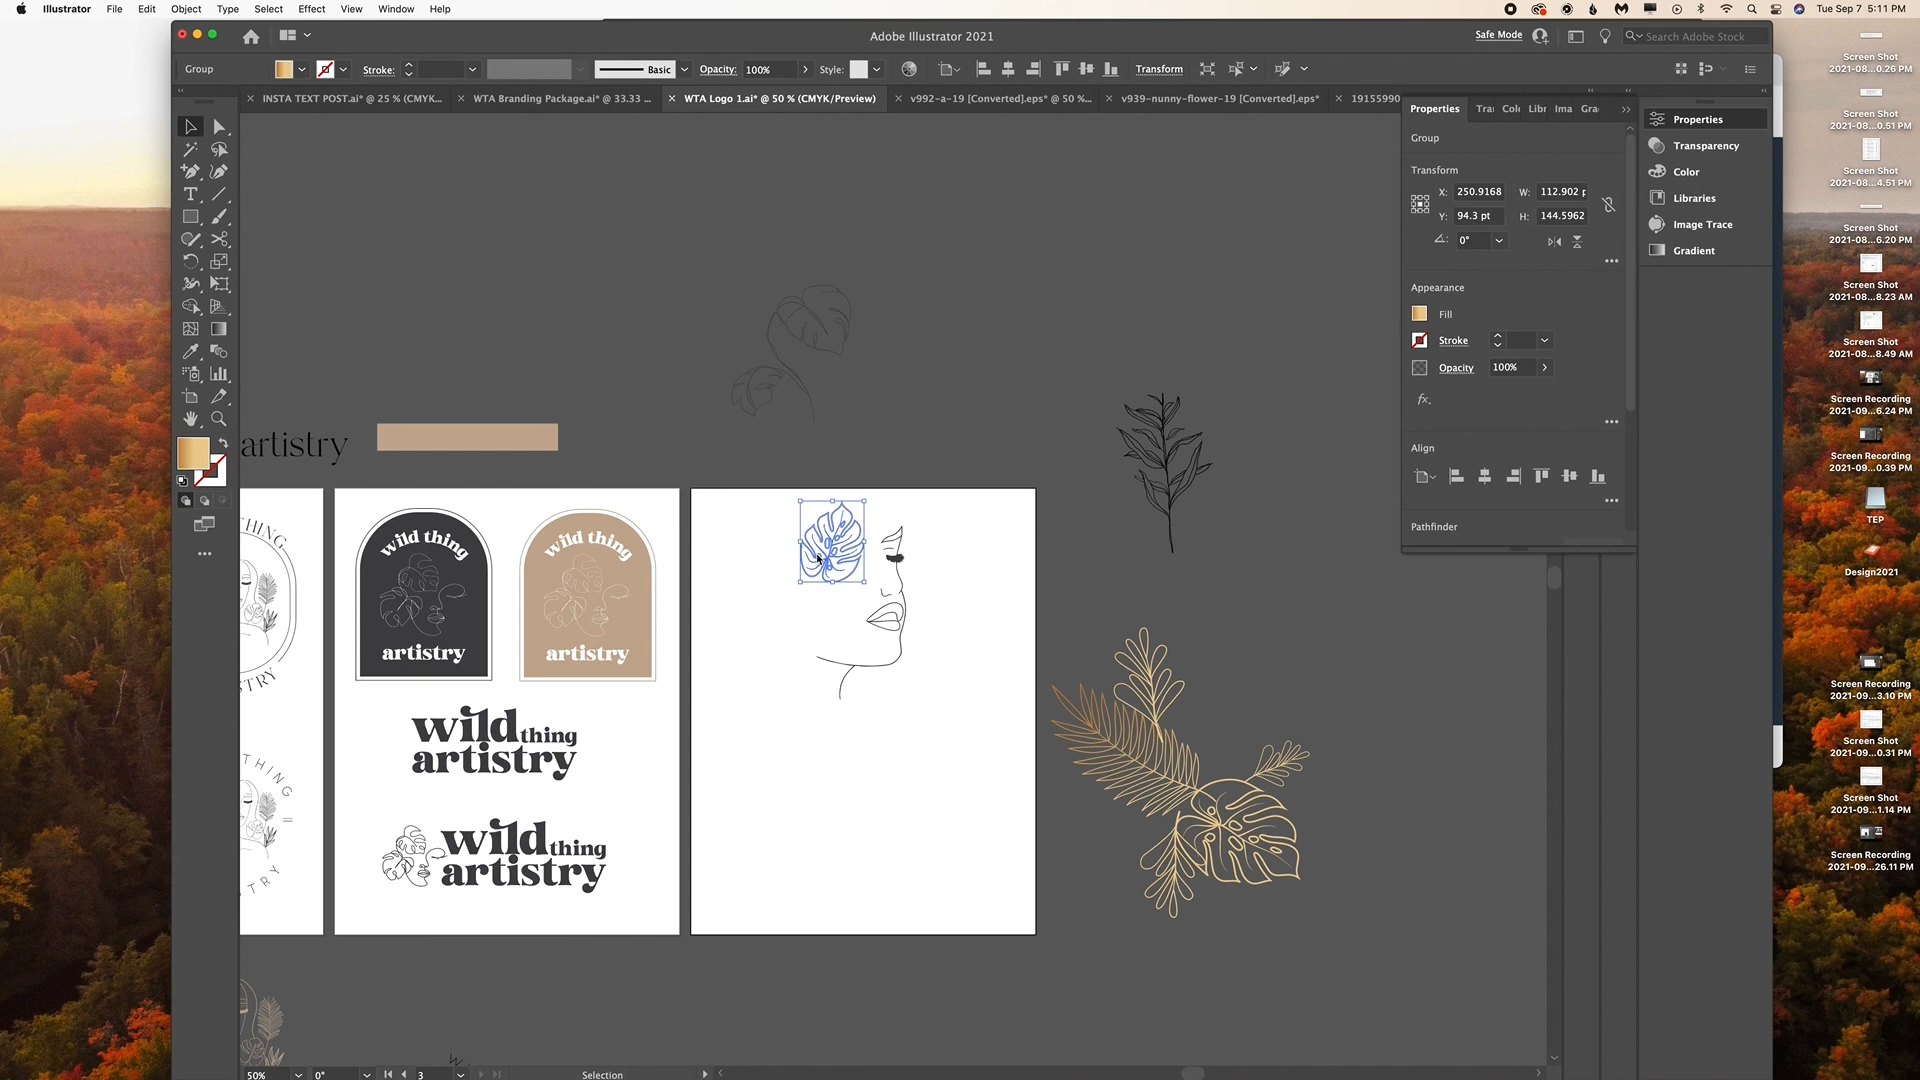 Illustrator File Edit Object Type Select Effect View Window Help
Tue Sep 7 5:11 PM
Adobe Illustrator 2021
Safe Mode
Search Adobe Stock
Group
Stroke:
Basic
Opacity: 100%
Style:
Transform
INSTA TEXT POST.ai* @ 25 % (CMYK...
WTA Branding Package.ai* @ 33.33 ...
WTA Logo 1.ai* @ 50 % (CMYK/Preview)
v992-a-19 [Converted].eps* @ 50 %...
v939-nunny-flower-19 [Converted].eps*
19155990
Properties Tra Colo Libr Ima Gra
Group
Transform
X: 250.9168 W: 112.902 p
Y: 94.3 pt H: 144.5962
0°
Appearance
Fill
Stroke
Opacity 100%
fx.
Align
Pathfinder
Properties
Transparency
Color
Libraries
Image Trace
Gradient
artistry
THING
TRY
THING
TRY
wild thing
artistry
wild thing
artistry
wild thing
artistry
wild thing
artistry
50% 0° 3 Selection
Screen Shot
2021-08...0.26 PM
Screen Shot
2021-08...0.51 PM
Screen Shot
2021-08...4.51 PM
Screen Shot
2021-08...6.20 PM
Screen Shot
2021-08...8.23 AM
Screen Shot
2021-08...8.49 AM
Screen Recording
2021-09...6.24 PM
Screen Recording
2021-09...0.39 PM
TEP
Design2021
Screen Recording
2021-09...3.10 PM
Screen Shot
2021-09...0.31 PM
Screen Shot
2021-09...1.14 PM
Screen Recording
2021-09...26.11 PM